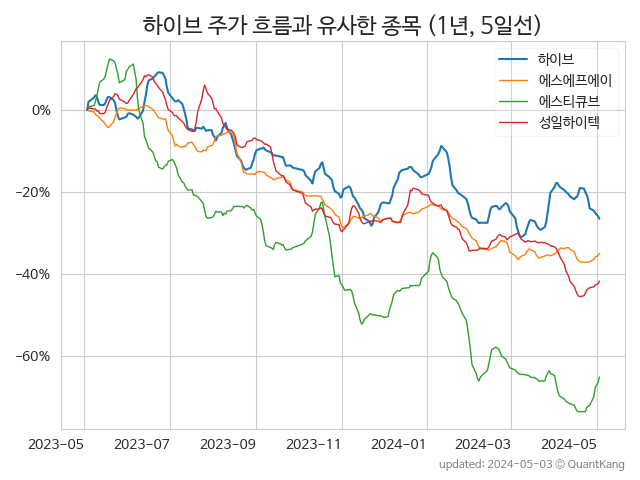 하이브 주가 흐름과 유사한 종목 (1년, 5일선)
하이브
에스에프에이
에스티큐브
성일하이텍
0%
−20%
−40%
−60%
2023-05 2023-07 2023-09 2023-11 2024-01 2024-03 2024-05
updated: 2024-05-03 © QuantKang